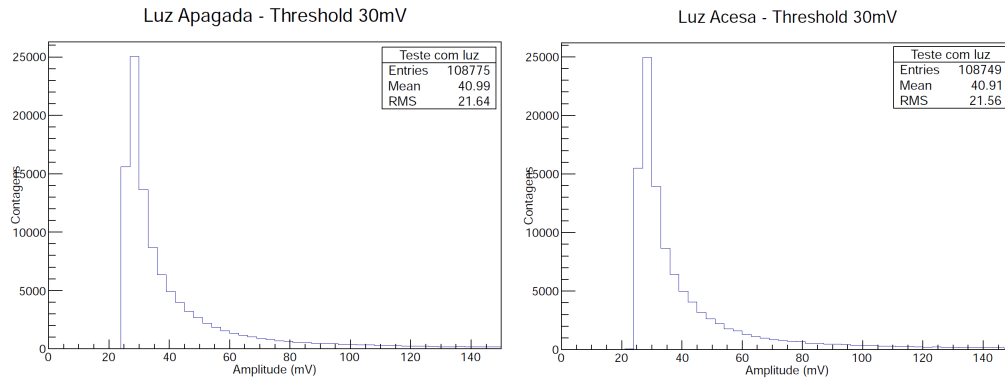 Luz Apagada - Threshold 30mV
Teste com luz
Entries 108775
Mean 40.99
RMS 21.64
25000
20000
15000
10000
5000
0
Contagens
0 20 40 60 80 100 120 140
Amplitude (mV)
Luz Acesa - Threshold 30mV
Teste com luz
Entries 108749
Mean 40.91
RMS 21.56
25000
20000
15000
10000
5000
0
Contagens
0 20 40 60 80 100 120 140
Amplitude (mV)